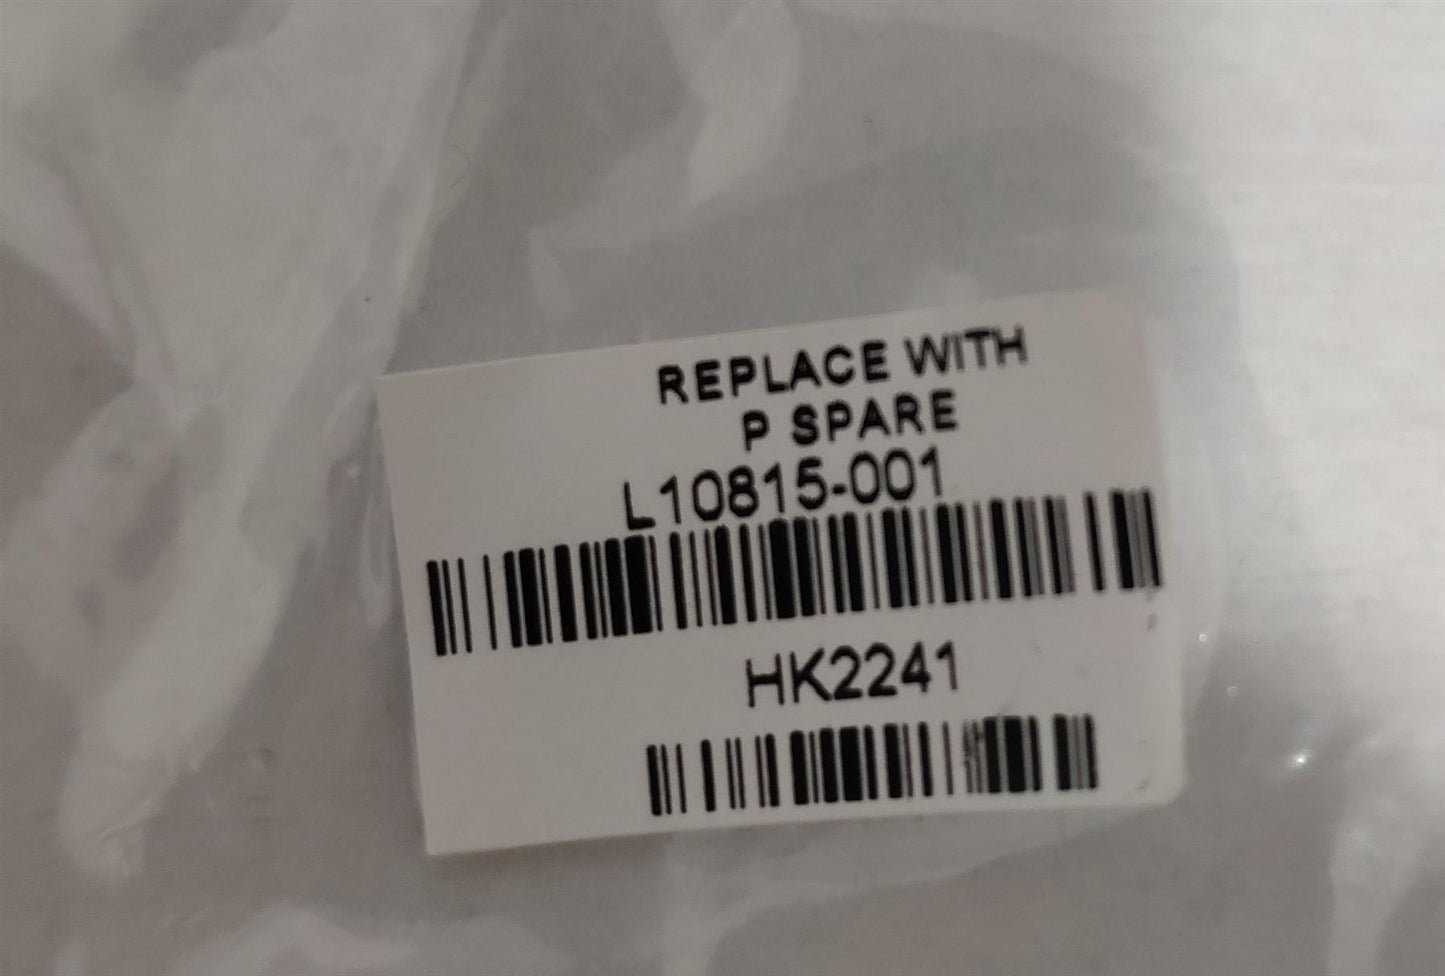 REPLACE WITH
P SPARE
L10815-001
HK2241